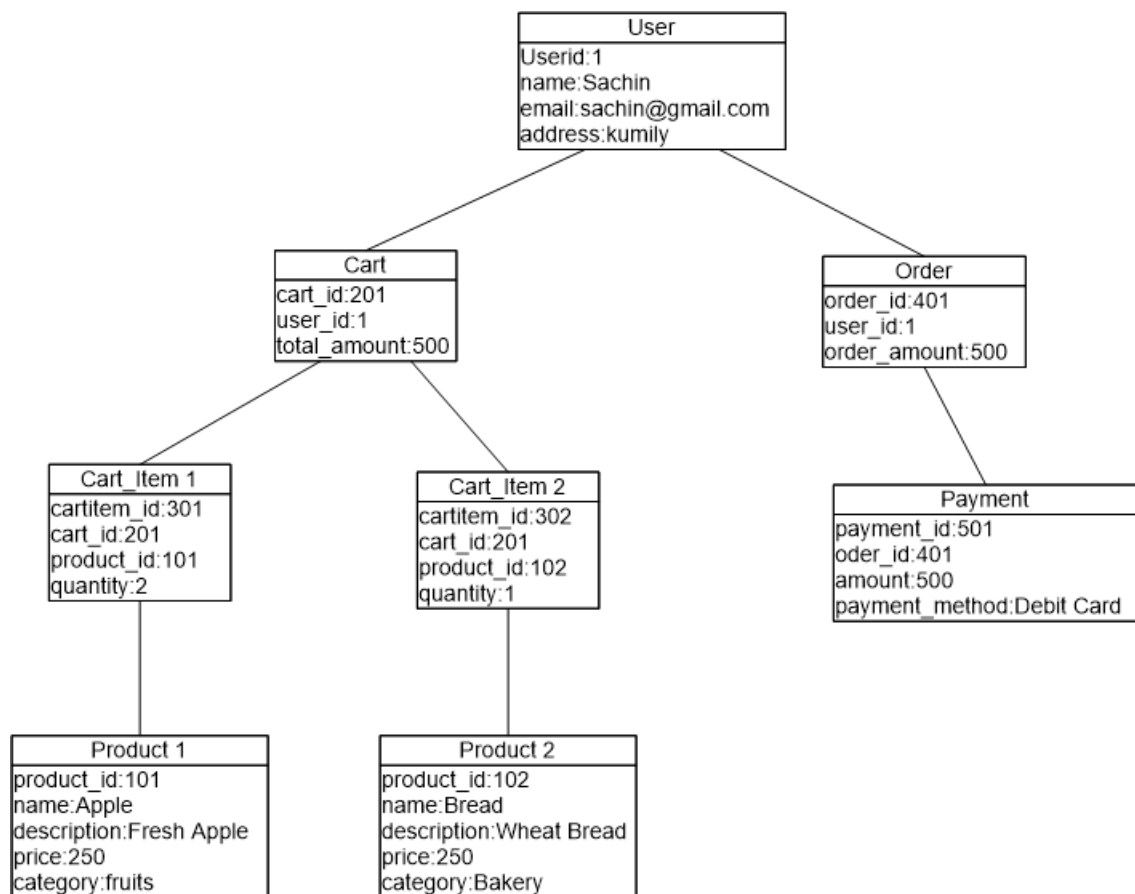 User
Userid:1
name:Sachin
email:sachin@gmail.com
address:kumily
Cart
cart_id:201
user_id:1
total_amount:500
Order
order_id:401
user_id:1
order_amount:500
Cart_Item 1
cartitem_id:301
cart_id:201
product_id:101
quantity:2
Cart_Item 2
cartitem_id:302
cart_id:201
product_id:102
quantity:1
Payment
payment_id:501
oder_id:401
amount:500
payment_method:Debit Card
Product 1
product_id:101
name:Apple
description:Fresh Apple
price:250
category:fruits
Product 2
product_id:102
name:Bread
description:Wheat Bread
price:250
category:Bakery